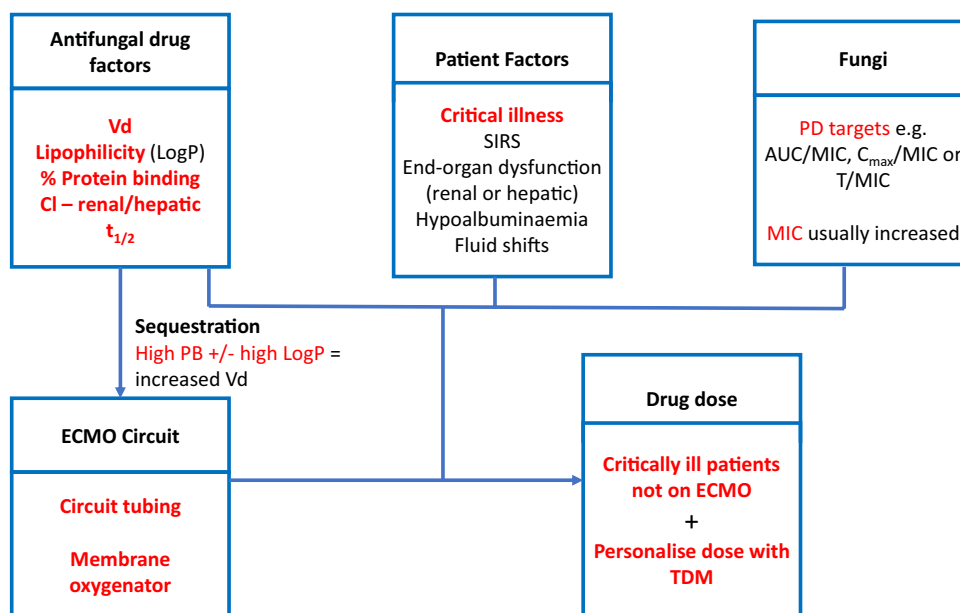 Antifungal drug
factors
Vd
Lipophilicity (LogP)
% Protein binding
Cl – renal/hepatic
t1/2
Patient Factors
Critical illness
SIRS
End-organ dysfunction
(renal or hepatic)
Hypoalbuminaemia
Fluid shifts
Fungi
PD targets e.g.
AUC/MIC, Cmax/MIC or
T/MIC
MIC usually increased
Sequestration
High PB +/- high LogP =
increased Vd
ECMO Circuit
Circuit tubing
Membrane
oxygenator
Drug dose
Critically ill patients
not on ECMO
+
Personalise dose with
TDM